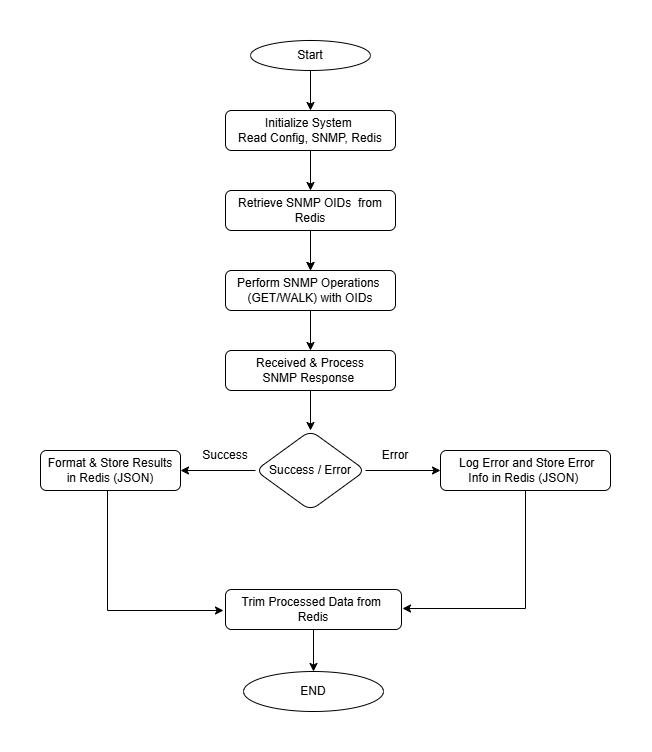 Start
Initialize System
Read Config, SNMP, Redis
Retrieve SNMP OIDs from
Redis
Perform SNMP Operations
(GET/WALK) with OIDs
Received & Process
SNMP Response
Success
Error
Format & Store Results
in Redis (JSON)
Success / Error
Log Error and Store Error
Info in Redis (JSON)
Trim Processed Data from
Redis
END